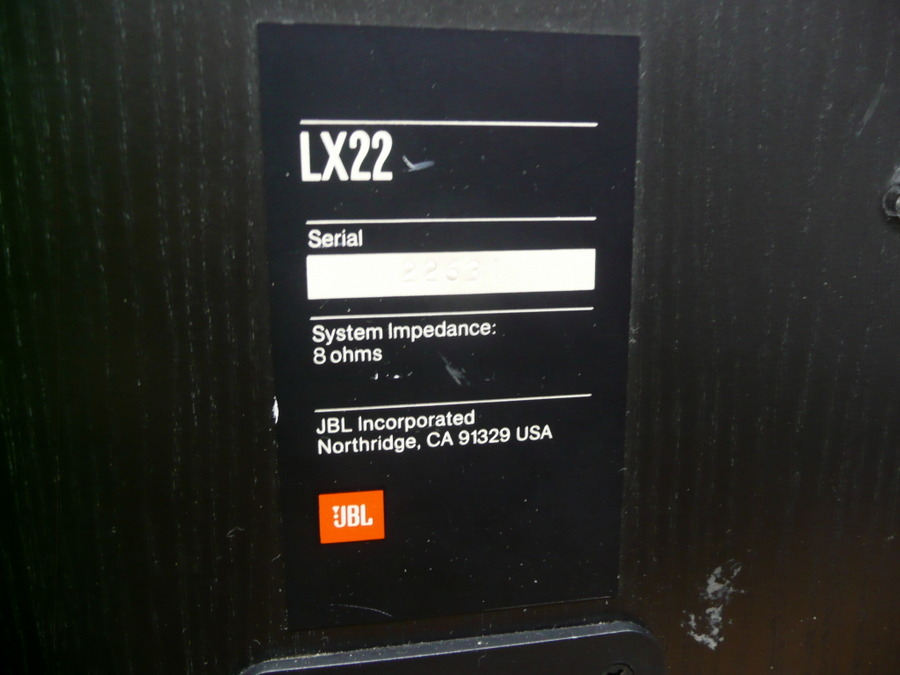 LX22
Serial
System Impedance:
8 ohms
JBL Incorporated
Northridge, CA 91329 USA
JBL